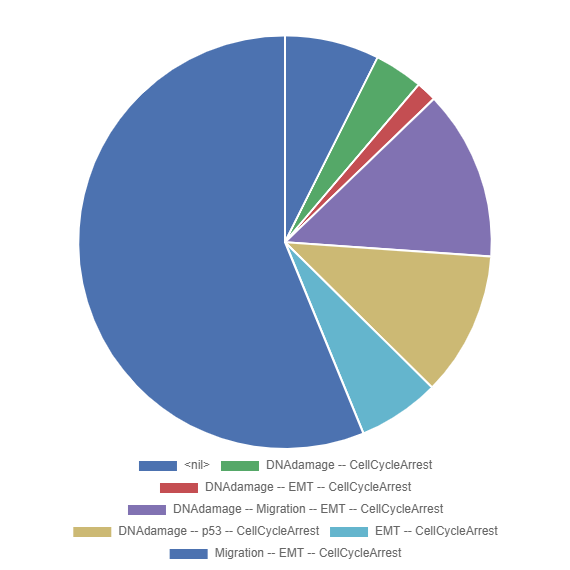 <nil> DNAdamage -- CellCycleArrest
DNAdamage -- EMT -- CellCycleArrest
DNAdamage -- Migration -- EMT -- CellCycleArrest
DNAdamage -- p53 -- CellCycleArrest EMT -- CellCycleArrest
Migration -- EMT -- CellCycleArrest